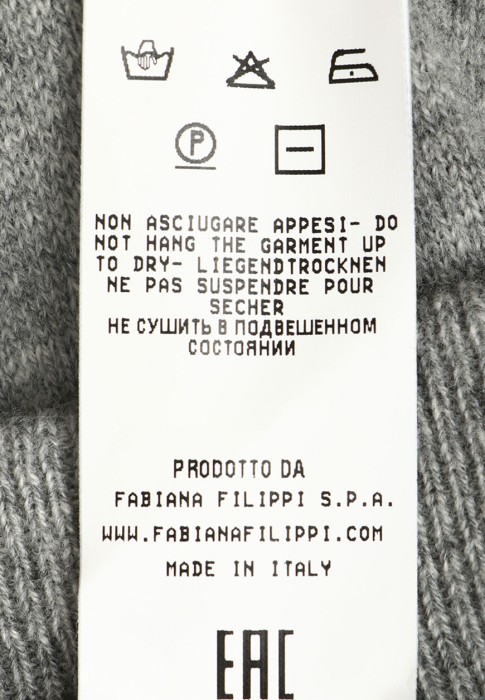 P
NON ASCIUGARE APPESI- DO
NOT HANG THE GARMENT UP
TO DRY- LIEGENDTROCKNEN
NE PAS SUSPENDRE POUR
SECHER
НЕ СУШИТЬ В ПОДВЕШЕННОМ
СОСТОЯНИИ
PRODOTTO DA
FABIANA FILIPPI S.P.A.
WWW.FABIANAFILIPPI.COM
MADE IN ITALY
EAC